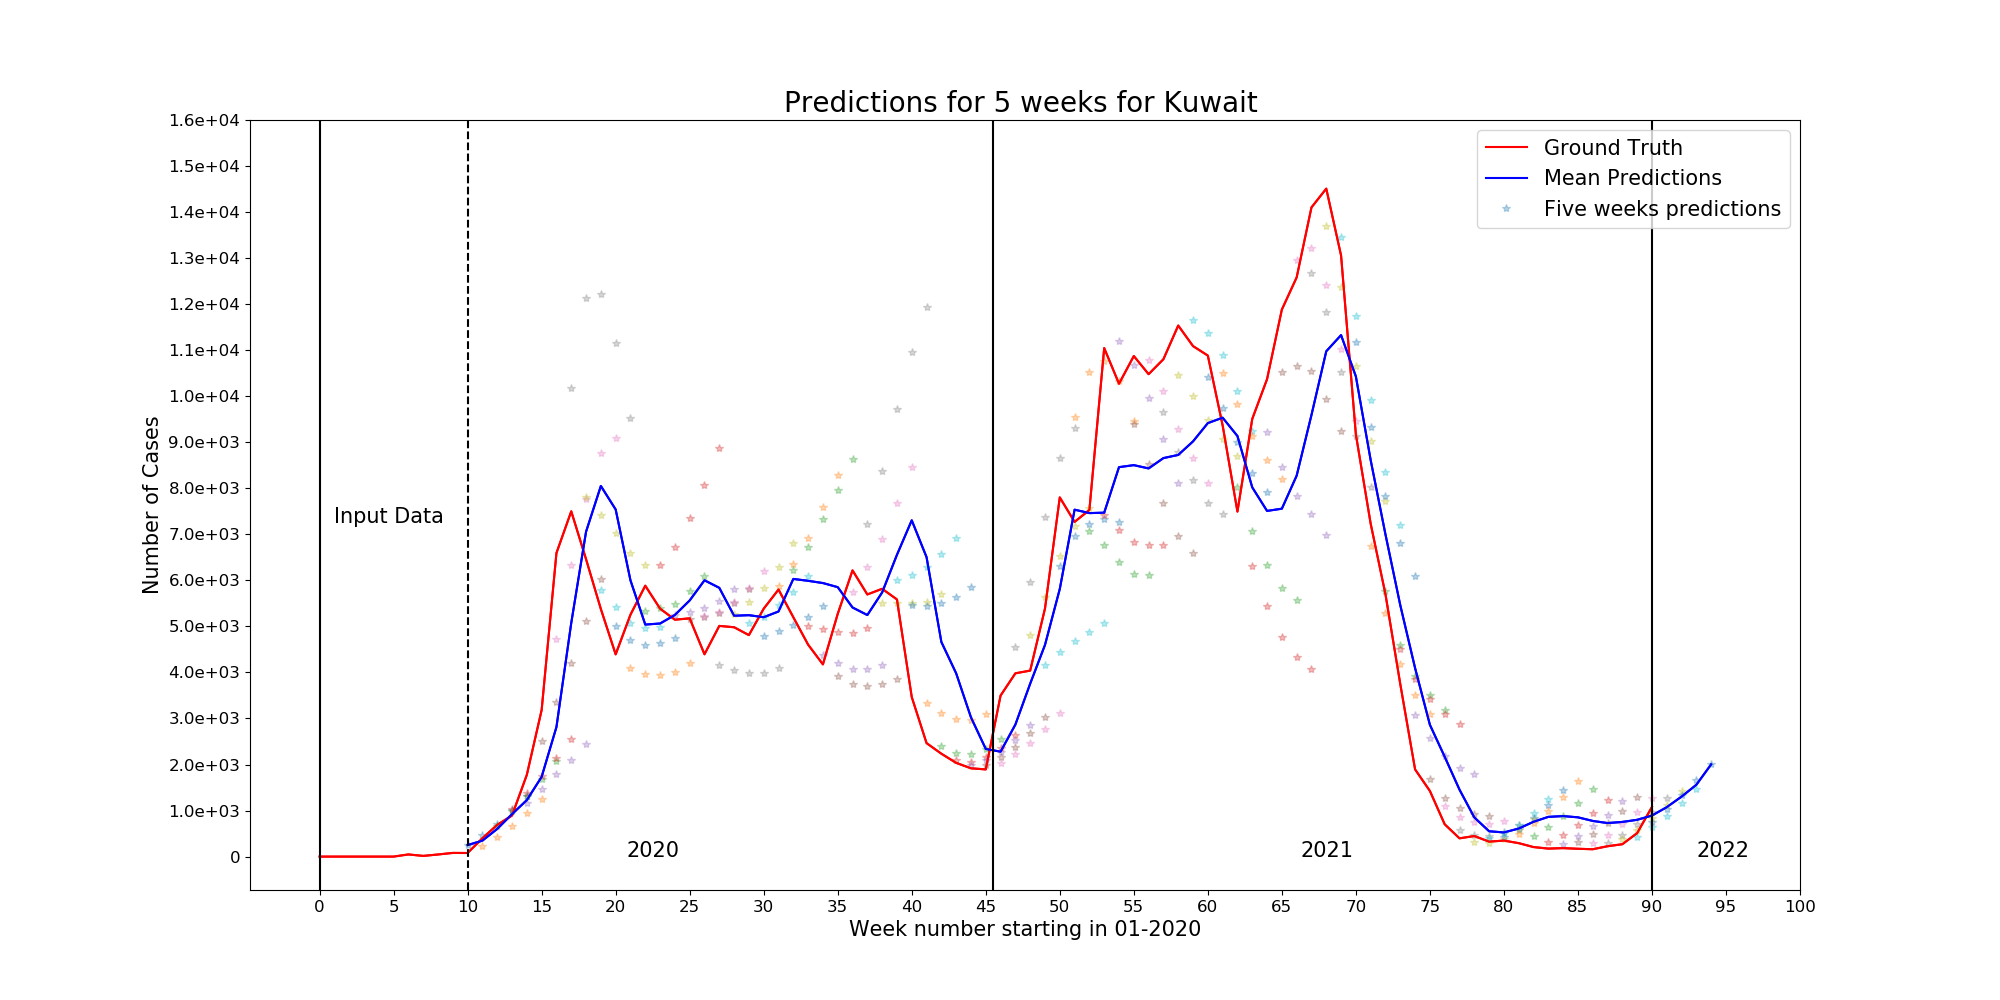 Predictions for 5 weeks for Kuwait
1.6e+04
1.5e+04
1.4e+04
1.3e+04
1.2e+04
1.1e+04
1.0e+04
9.0e+03
8.0e+03
7.0e+03
6.0e+03
5.0e+03
4.0e+03
3.0e+03
2.0e+03
1.0e+03
0
Number of Cases
Ground Truth
Mean Predictions
Five weeks predictions
Input Data
2020
2021
2022
0 5 10 15 20 25 30 35 40 45 50 55 60 65 70 75 80 85 90 95 100
Week number starting in 01-2020